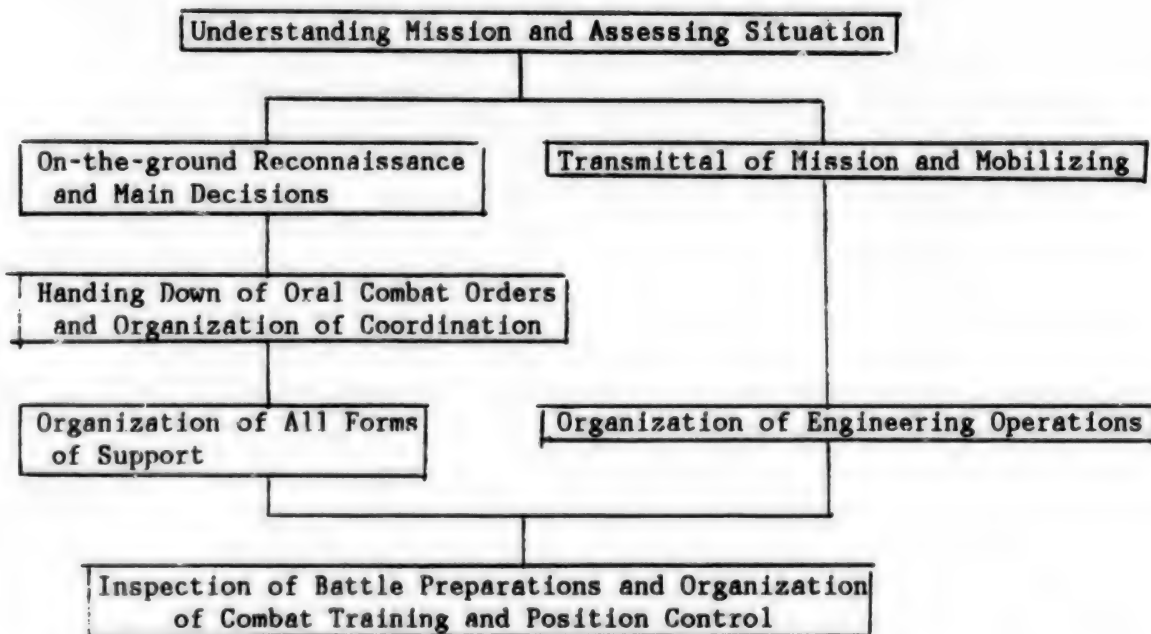 Understanding Mission and Assessing Situation
On-the-ground Reconnaissance
and Main Decisions
Transmittal of Mission and Mobilizing
Handing Down of Oral Combat Orders
and Organization of Coordination
Organization of All Forms
of Support
Organization of Engineering Operations
Inspection of Battle Preparations and Organization
of Combat Training and Position Control